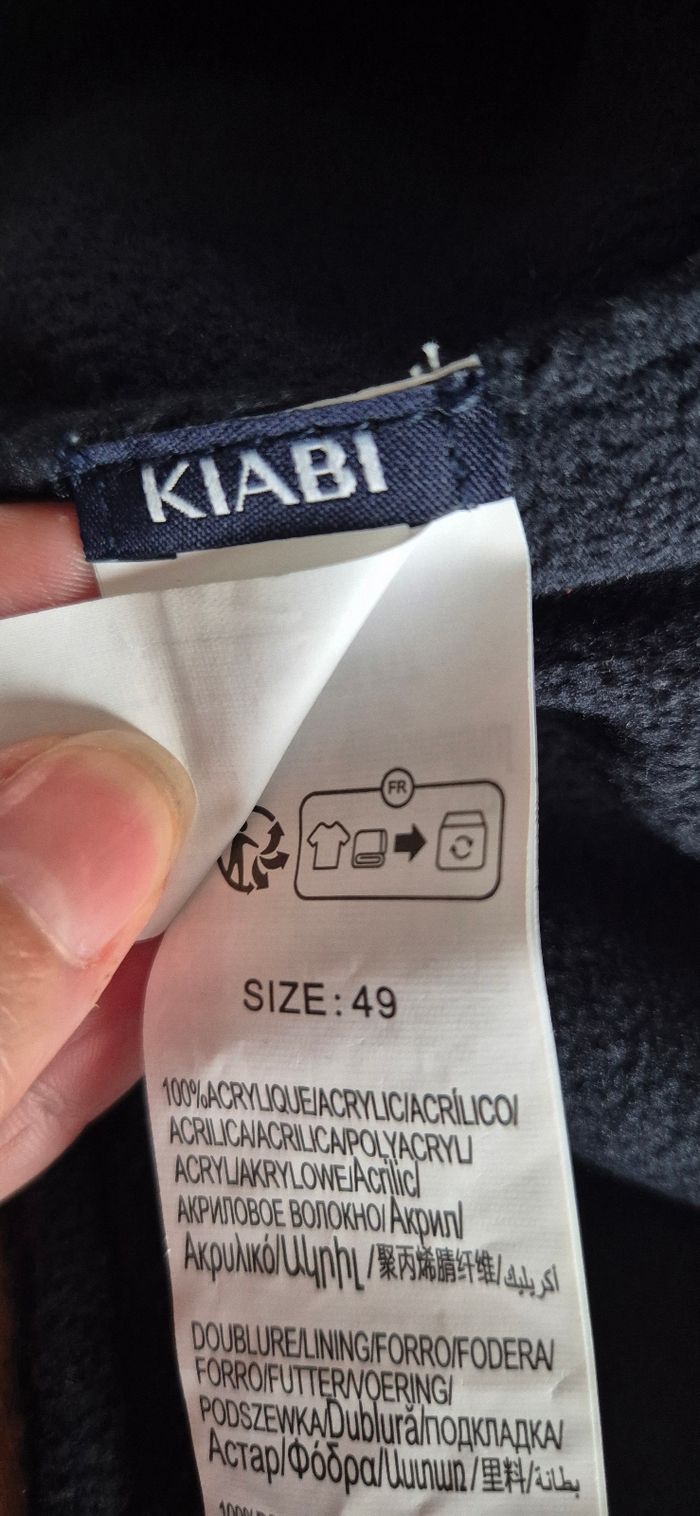 KIABI
FR
SIZE: 49
100%ACRYLIQUE/ACRYLIC/ACRÍLICO/
ACRILICA/ACRILICA/POLYACRYL/
ACRYL/AKRYLOWE/Acrilic/
АКРИЛОВОЕ ВОЛОКНО/Акрил/
Ακρυλικό/Ակրիլ/聚丙烯腈纤维/أكريليك
DOUBLURE/LINING/FORRO/FODERA/
FORRO/FUTTER/VOERING/
PODSZEWKA/Dublură/ПОДКЛАДКА/
Астар/Φόδρα/Աստառ/里料/بطانة/